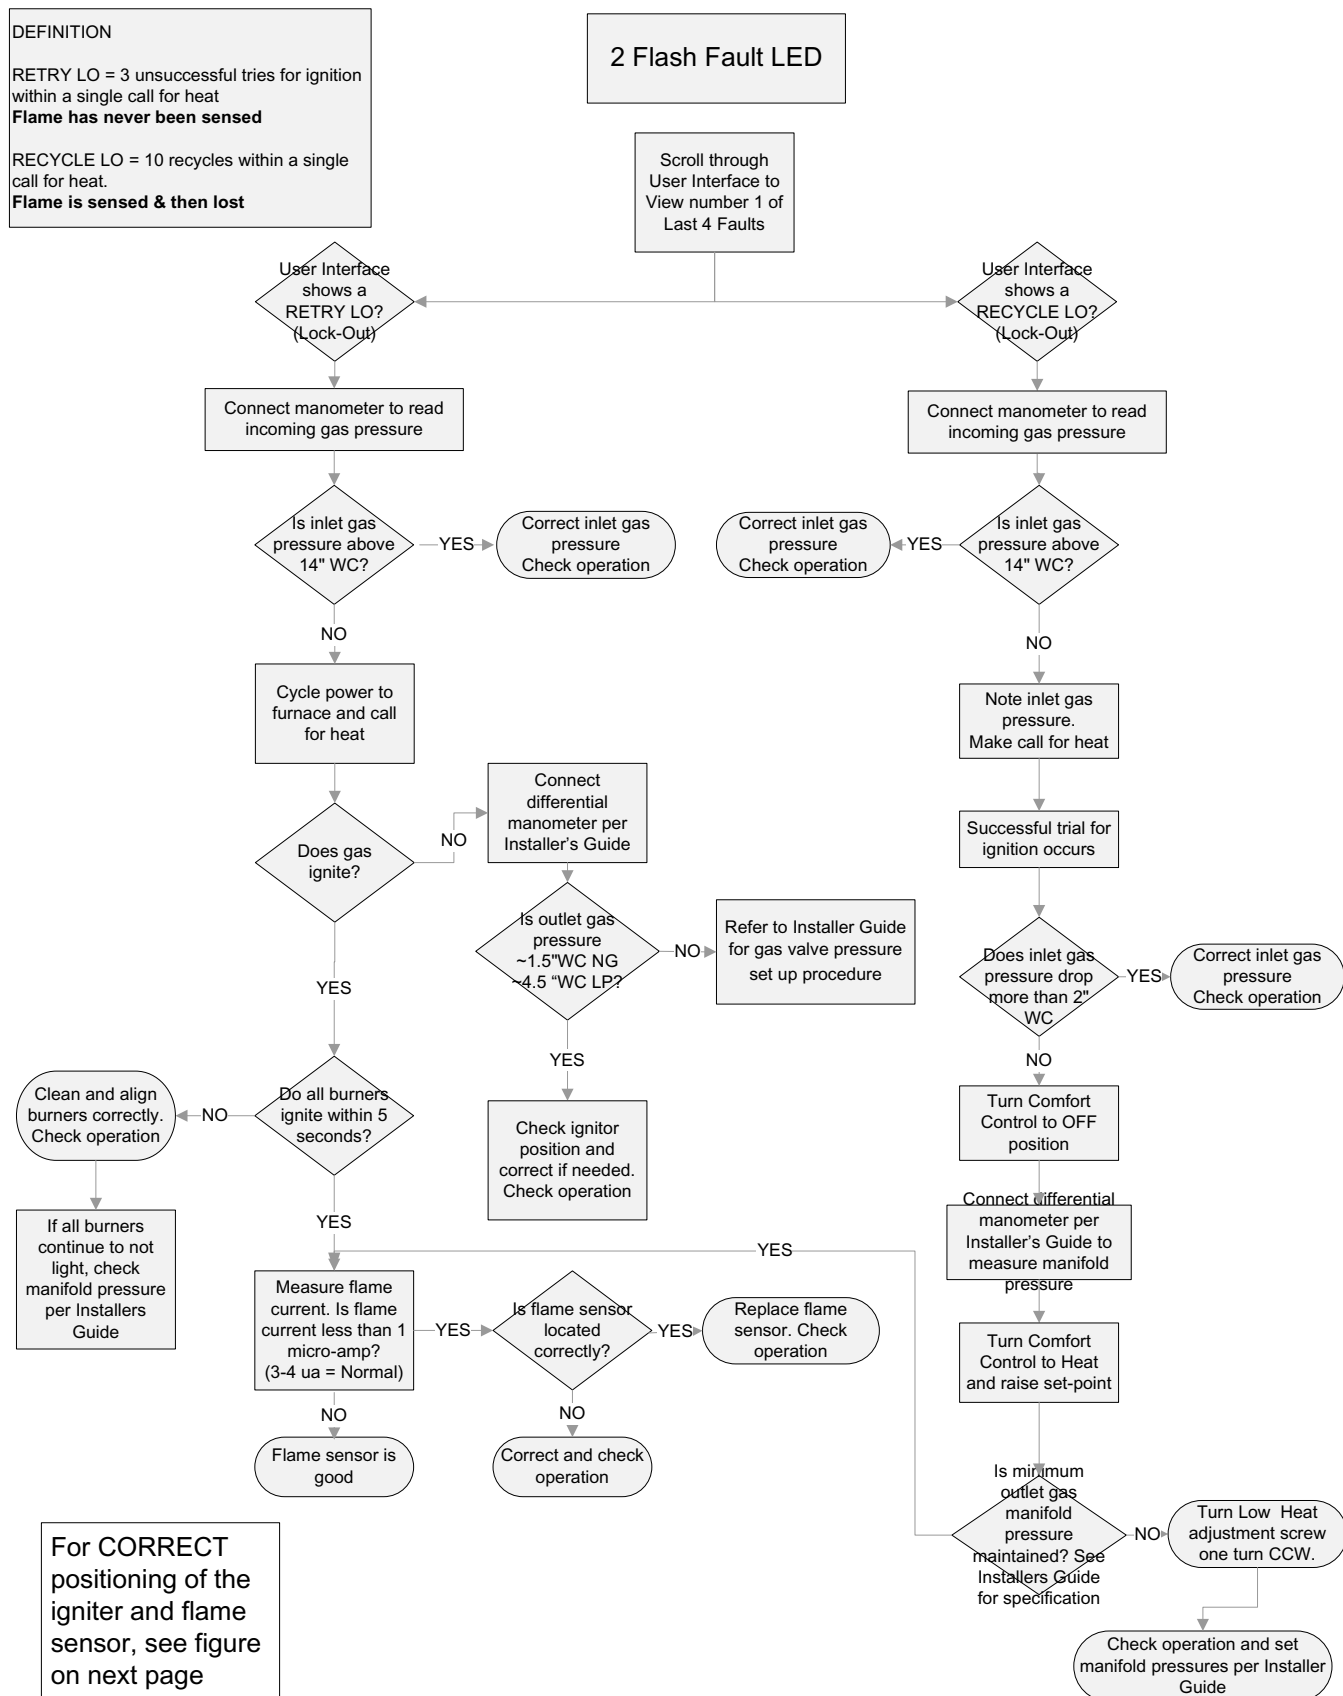 DEFINITION
RETRY LO = 3 unsuccessful tries for ignition
within a single call for heat
Flame has never been sensed
RECYCLE LO = 10 recycles within a single
call for heat.
Flame is sensed & then lost
2 Flash Fault LED
Scroll through
User Interface to
View number 1 of
Last 4 Faults
User Interface
shows a
RETRY LO?
(Lock-Out)
User Interface
shows a
RECYCLE LO?
(Lock-Out)
Connect manometer to read
incoming gas pressure
Connect manometer to read
incoming gas pressure
Is inlet gas
pressure above
14" WC?
YES
Correct inlet gas
pressure
Check operation
Correct inlet gas
pressure
Check operation
YES
Is inlet gas
pressure above
14" WC?
NO
NO
Cycle power to
furnace and call
for heat
Note inlet gas
pressure.
Make call for heat
Connect
differential
manometer per
Installer’s Guide
NO
Does gas
ignite?
Successful trial for
ignition occurs
Is outlet gas
pressure
~1.5"WC NG
~4.5 “WC LP?
NO
Refer to Installer Guide
for gas valve pressure
set up procedure
Does inlet gas
pressure drop
more than 2"
WC
YES
Correct inlet gas
pressure
Check operation
YES
YES
NO
Clean and align
burners correctly.
Check operation
NO
Do all burners
ignite within 5
seconds?
Check ignitor
position and
correct if needed.
Check operation
Turn Comfort
Control to OFF
position
If all burners
continue to not
light, check
manifold pressure
per Installers
Guide
YES
YES
Connect differential
manometer per
Installer’s Guide to
measure manifold
pressure
Measure flame
current. Is flame
current less than 1
micro-amp?
(3-4 ua = Normal)
YES
Is flame sensor
located
correctly?
YES
Replace flame
sensor. Check
operation
Turn Comfort
Control to Heat
and raise set-point
NO
NO
Flame sensor is
good
Correct and check
operation
Is minimum
outlet gas
manifold
pressure
maintained? See
Installers Guide
for specification
NO
Turn Low  Heat
adjustment screw
one turn CCW.
For CORRECT
positioning of the
igniter and flame
sensor, see figure
on next page
Check operation and set
manifold pressures per Installer
Guide